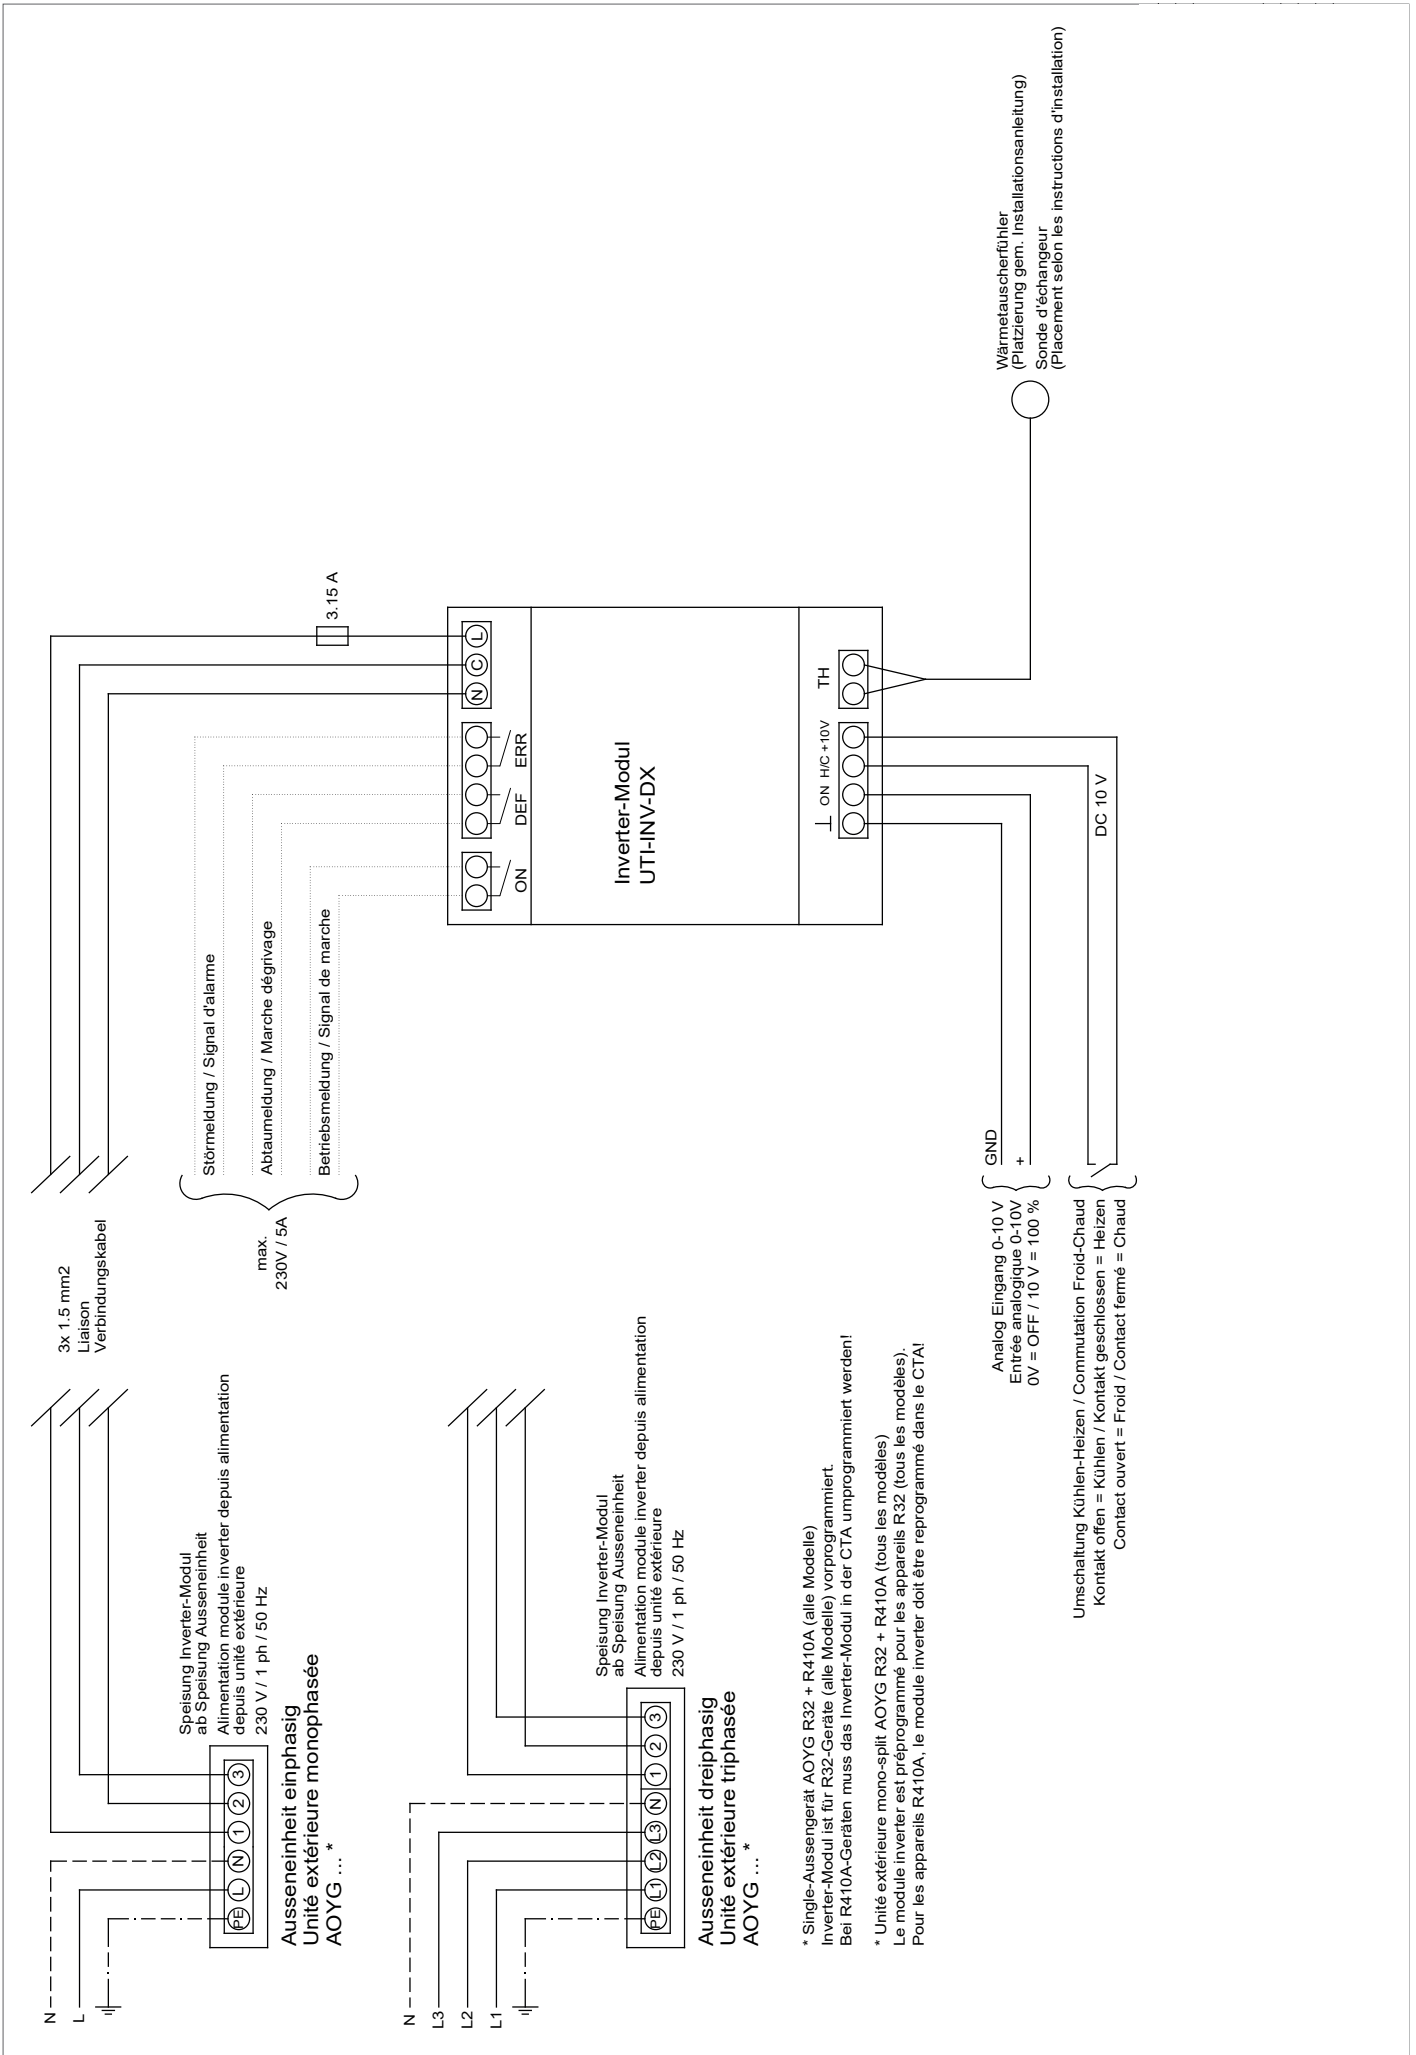 N
L
PE
L
N
1
2
3
Speisung Inverter-Modul
ab Speisung Ausseneinheit
Alimentation module inverter depuis alimentation
depuis unité extérieure
230 V / 1 ph / 50 Hz
Ausseneinheit einphasig
Unité extérieure monophasée
AOYG ... *
3x 1.5 mm2
Liaison
Verbindungskabel
3.15 A
max.
230V / 5A
Störmeldung / Signal d'alarme
Abtaumeldung / Marche dégrivage
Betriebsmeldung / Signal de marche
ON
DEF
ERR
N
C
L
Inverter-Modul
UTI-INV-DX
ON
H/C
+10V
TH
Wärmetauscherfühler
(Platzierung gem. Installationsanleitung)
Sonde d'échangeur
(Placement selon les instructions d'installation)
N
L3
L2
L1
PE
L1
L2
L3
N
1
2
3
Speisung Inverter-Modul
ab Speisung Ausseneinheit
Alimentation module inverter depuis alimentation
depuis unité extérieure
230 V / 1 ph / 50 Hz
Ausseneinheit dreiphasig
Unité extérieure triphasée
AOYG ... *
* Single-Aussengerät AOYG R32 + R410A (alle Modelle)
Inverter-Modul ist für R32-Geräte (alle Modelle) vorprogrammiert.
Bei R410A-Geräten muss das Inverter-Modul in der CTA umprogrammiert werden!
* Unité extérieure mono-split AOYG R32 + R410A (tous les modèles)
Le module inverter est préprogrammé pour les appareils R32 (tous les modèles).
Pour les appareils R410A, le module inverter doit être reprogrammé dans le CTA!
Analog Eingang 0-10 V
Entrée analogique 0-10V
0V = OFF / 10 V = 100 %
GND
+
DC 10 V
Umschaltung Kühlen-Heizen / Commutation Froid-Chaud
Kontakt offen = Kühlen / Kontakt geschlossen = Heizen
Contact ouvert = Froid / Contact fermé = Chaud